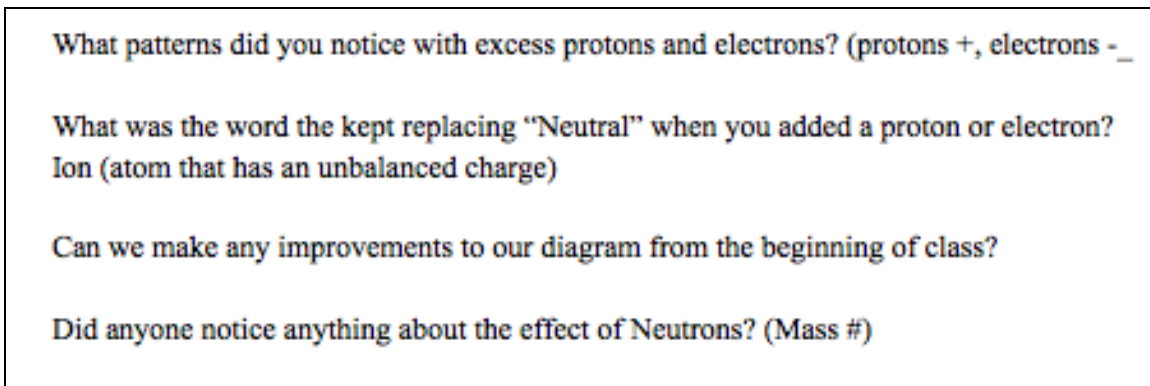 What patterns did you notice with excess protons and electrons? (protons +, electrons -_
What was the word the kept replacing “Neutral” when you added a proton or electron?
Ion (atom that has an unbalanced charge)
Can we make any improvements to our diagram from the beginning of class?
Did anyone notice anything about the effect of Neutrons? (Mass #)